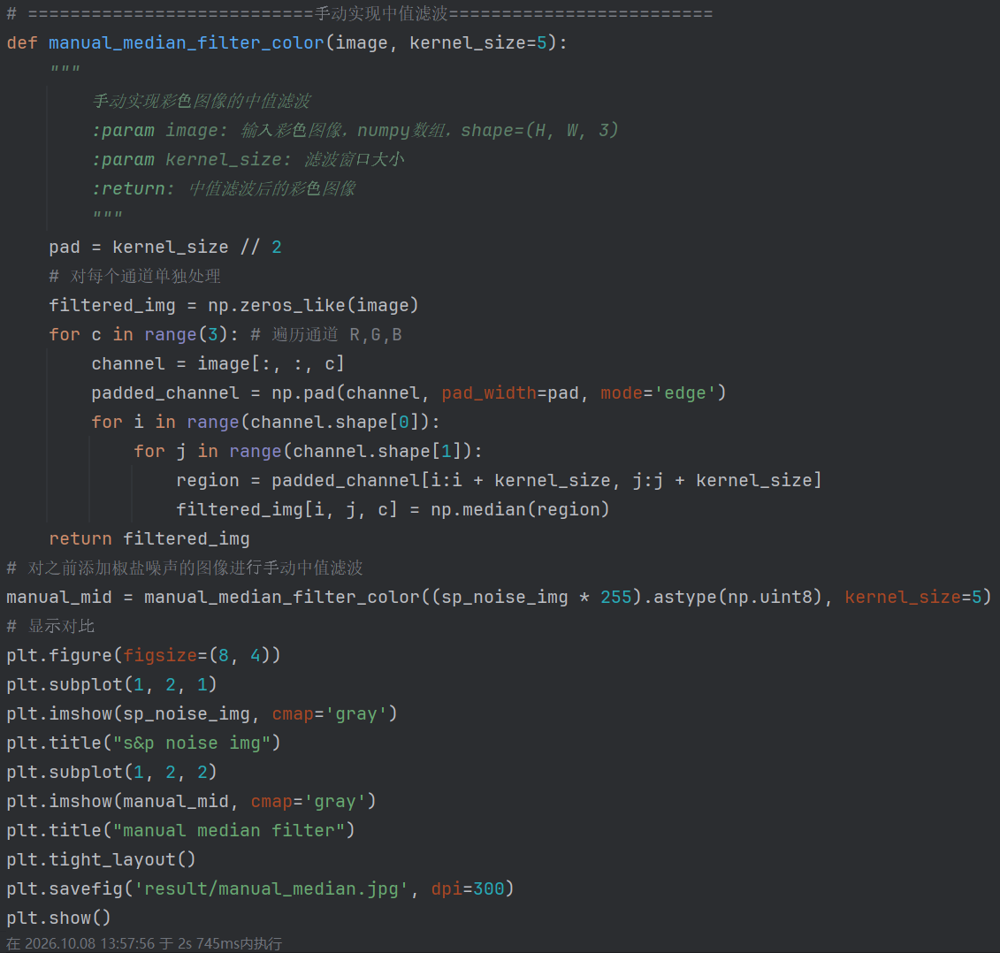 # ===========================手动实现中值滤波=========================
def manual_median_filter_color(image, kernel_size=5):
    """
        手动实现彩色图像的中值滤波
        :param image: 输入彩色图像，numpy数组，shape=(H, W, 3)
        :param kernel_size: 滤波窗口大小
        :return: 中值滤波后的彩色图像
        """
    pad = kernel_size // 2
    # 对每个通道单独处理
    filtered_img = np.zeros_like(image)
    for c in range(3): # 遍历通道 R,G,B
        channel = image[:, :, c]
        padded_channel = np.pad(channel, pad_width=pad, mode='edge')
        for i in range(channel.shape[0]):
            for j in range(channel.shape[1]):
                region = padded_channel[i:i + kernel_size, j:j + kernel_size]
                filtered_img[i, j, c] = np.median(region)
    return filtered_img
# 对之前添加椒盐噪声的图像进行手动中值滤波
manual_mid = manual_median_filter_color((sp_noise_img * 255).astype(np.uint8), kernel_size=5)
# 显示对比
plt.figure(figsize=(8, 4))
plt.subplot(1, 2, 1)
plt.imshow(sp_noise_img, cmap='gray')
plt.title("s&p noise img")
plt.subplot(1, 2, 2)
plt.imshow(manual_mid, cmap='gray')
plt.title("manual median filter")
plt.tight_layout()
plt.savefig('result/manual_median.jpg', dpi=300)
plt.show()
在 2026.10.08 13:57:56 于 2s 745ms内执行